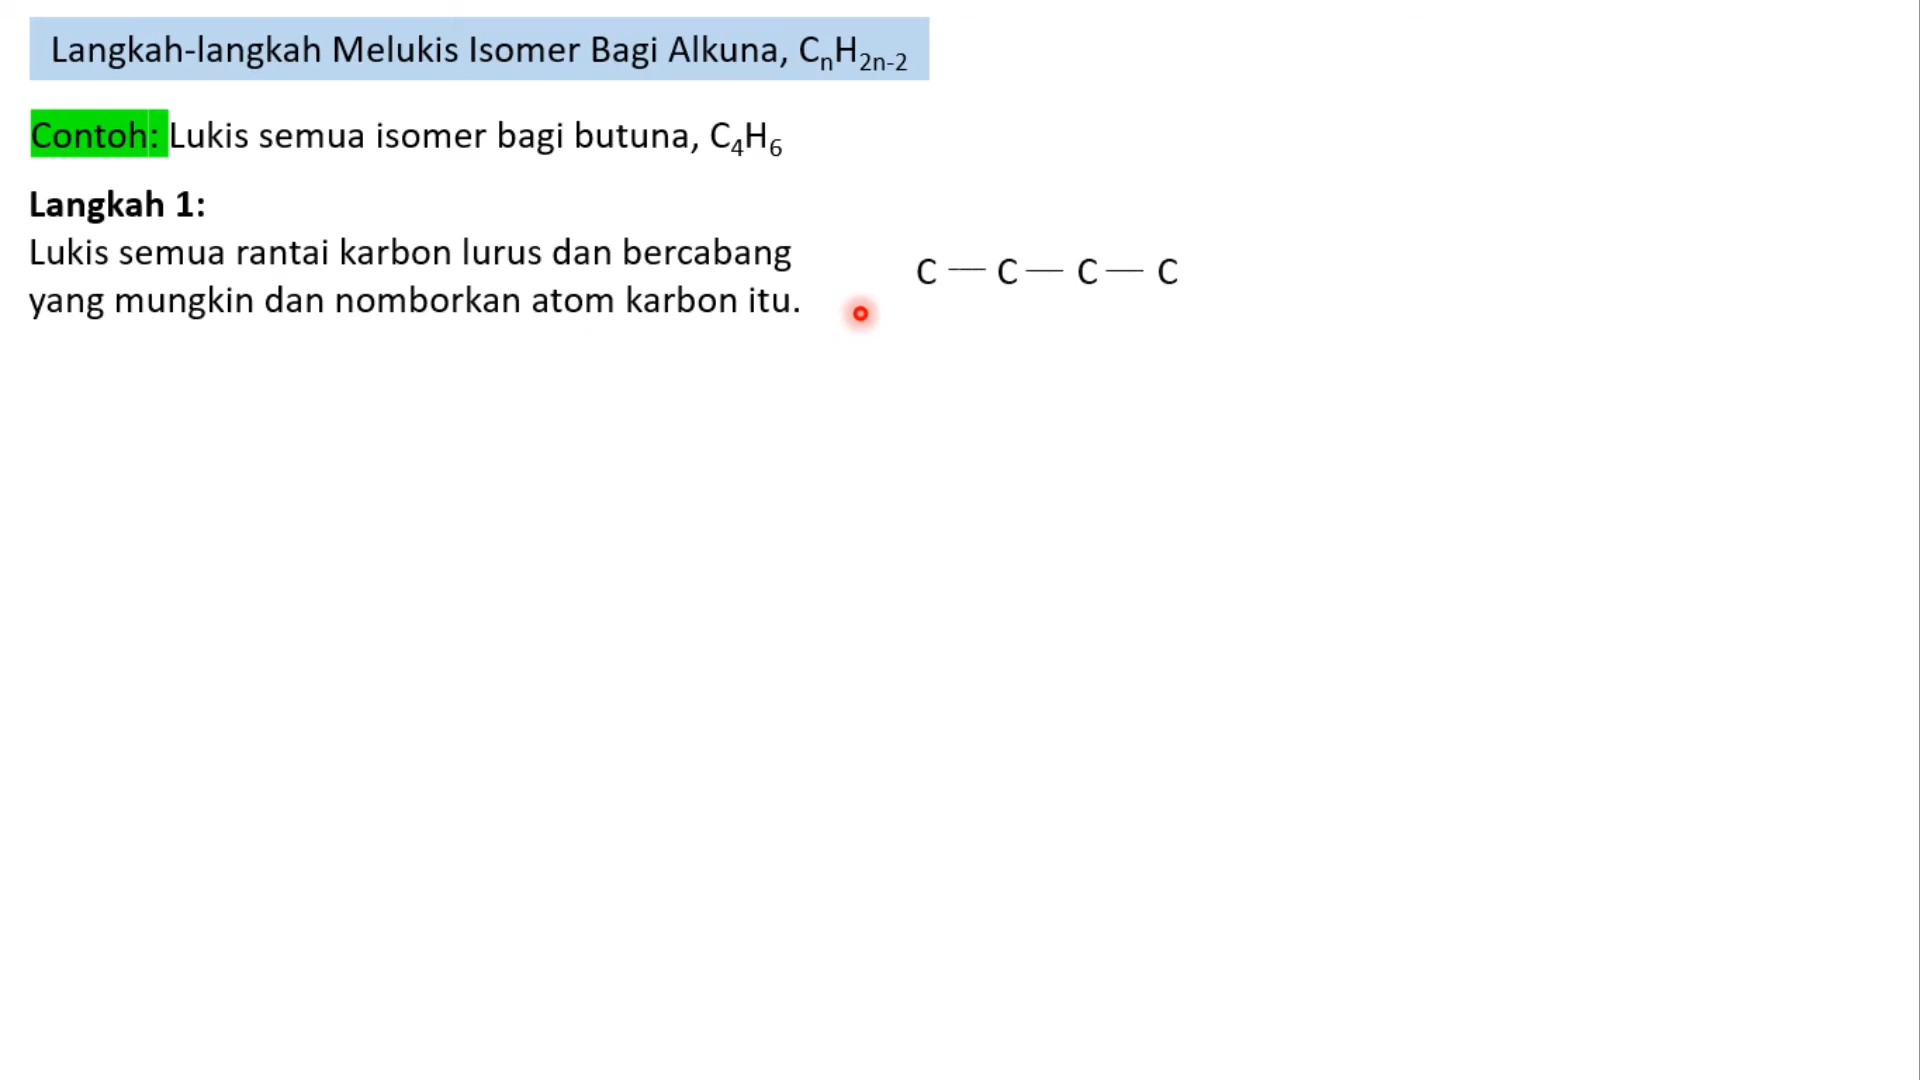 Langkah-langkah Melukis Isomer Bagi Alkuna, CₙH₂ₙ₋₂
Contoh: Lukis semua isomer bagi butuna, C₄H₆
Langkah 1:
Lukis semua rantai karbon lurus dan bercabang
yang mungkin dan nomborkan atom karbon itu.
C — C — C — C